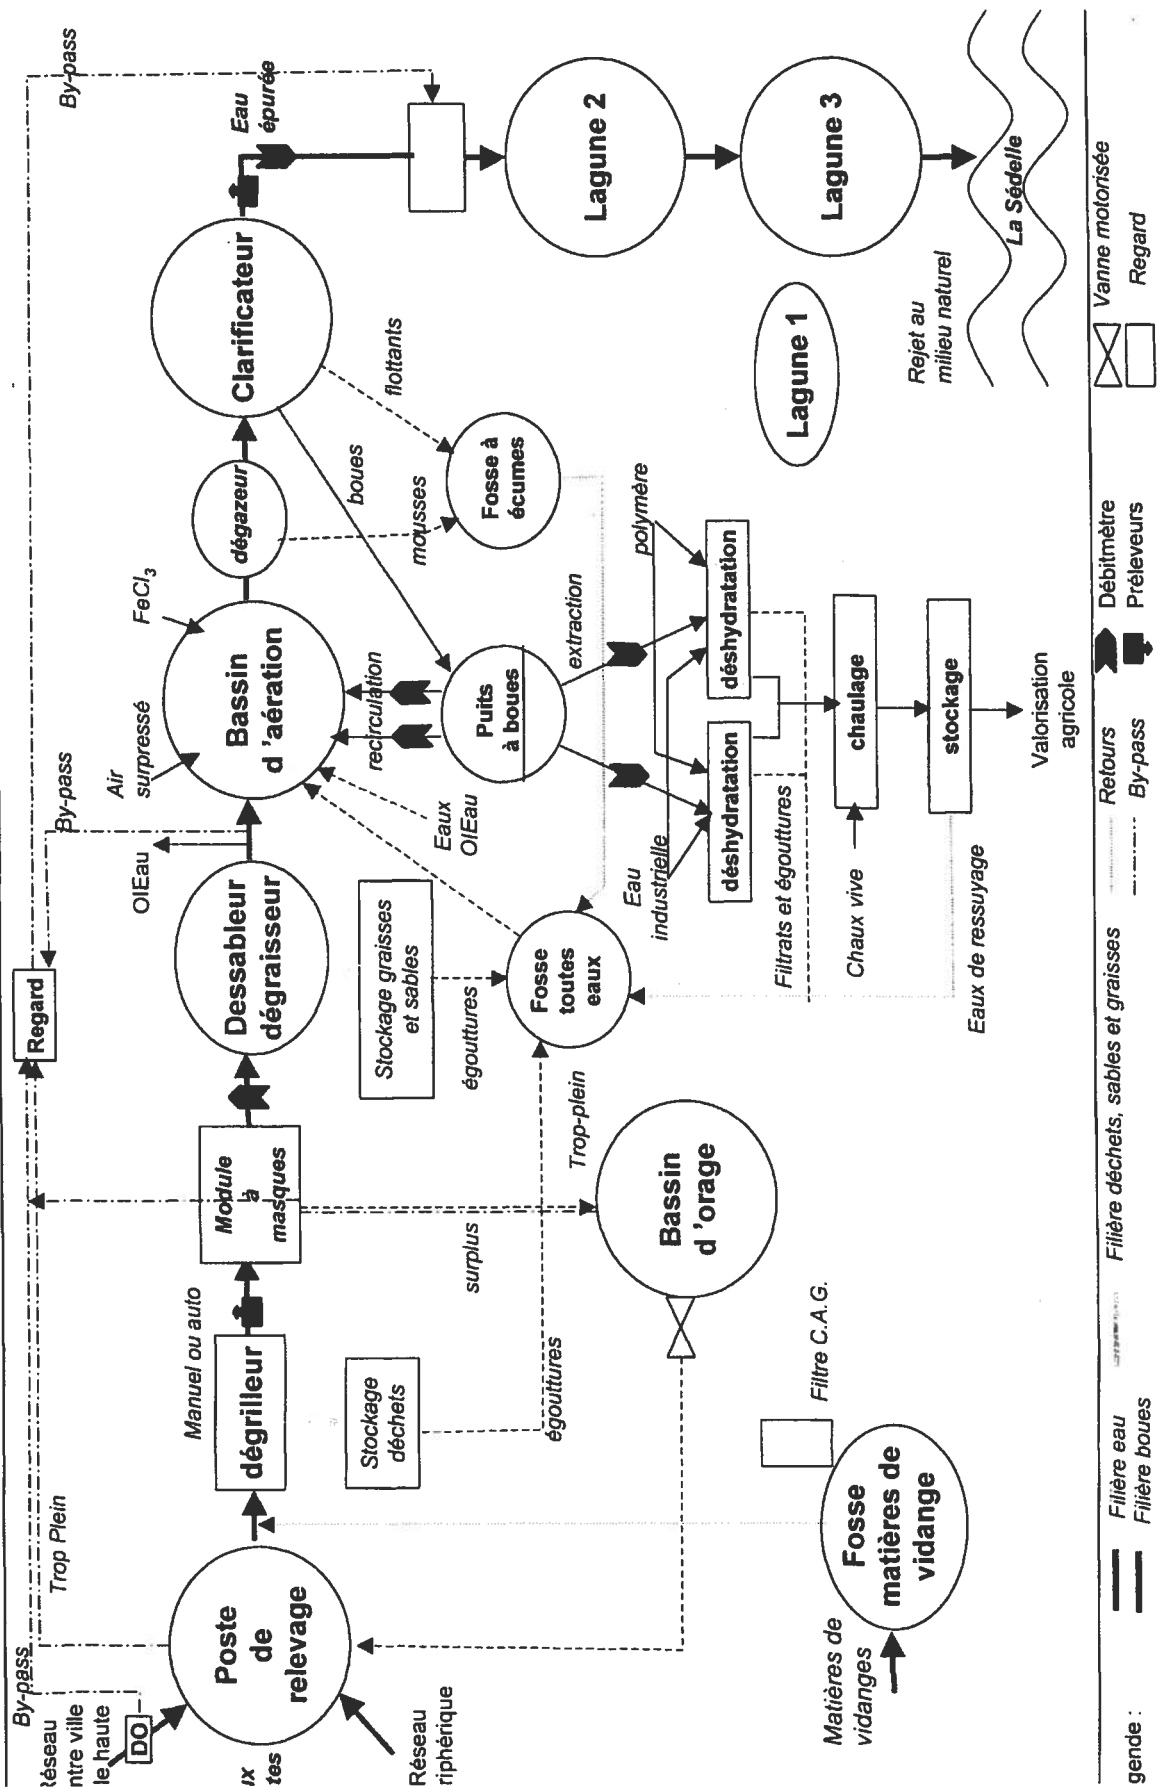 By-pass
Réseau
ntre ville
le haute
DO
ux
tes
Réseau
riphérique
Trop Plein
Poste
de
relevage
Manuel ou auto
dégrilleur
Stockage
déchets
égouttures
Module
à
masques
surplus
Trop-plein
Bassin
d 'orage
Filtre C.A.G.
Fosse
matières de
vidange
Matières de
vidanges
Regard
Dessableur
dégraisseur
Stockage graisses
et sables
égouttures
Fosse
toutes
eaux
OIEau
By-pass
Air
surpressé
FeCl3
Bassin
d 'aération
Eaux
OIEau
recirculation
Puits
à boues
dégazeur
mousses
boues
flottants
Fosse à
écumes
Clarificateur
Eau
épurée
By-pass
extraction
polymère
Eau
industrielle
déshydratation
déshydratation
Filtrats et égouttures
Chaux vive
chaulage
stockage
Eaux de ressuyage
Valorisation
agricole
Lagune 1
Lagune 2
Lagune 3
Rejet au
milieu naturel
La Sédelle
gende :
Filière eau
Filière boues
Filière déchets, sables et graisses
Retours
By-pass
Débitmètre
Préleveurs
Vanne motorisée
Regard